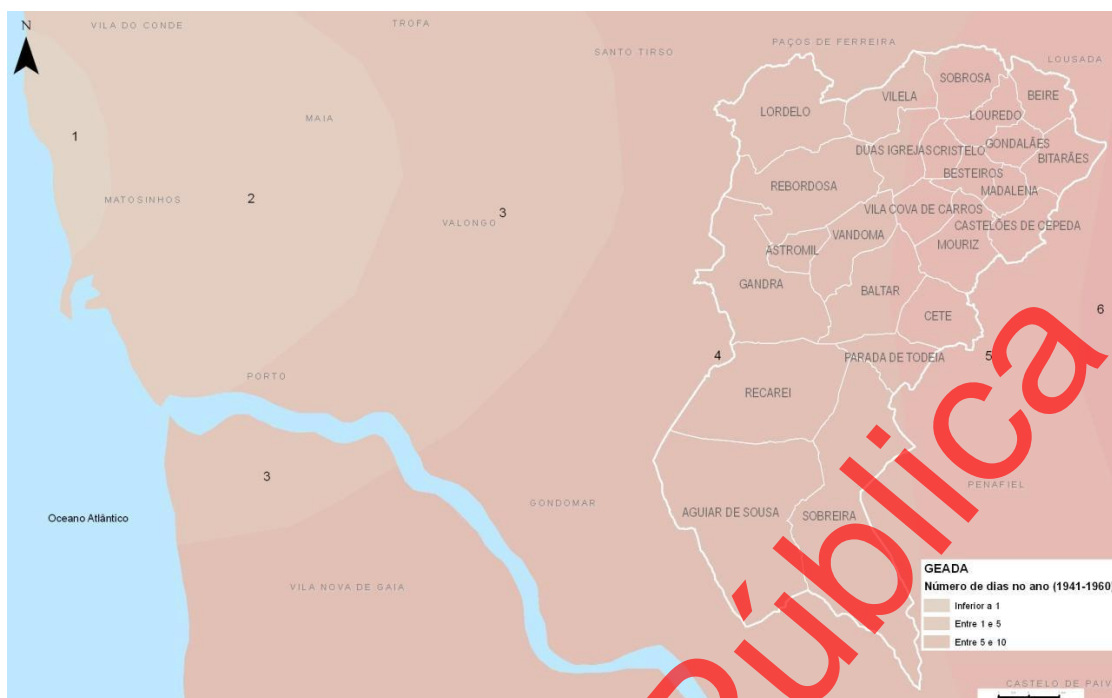 N
VILA DO CONDE
TROFA
SANTO TIRSO
PAÇOS DE FERREIRA
LOUSADA
SOBROSA
VILELA
BEIRE
LORDELO
LOUREDO
1
MAIA
DUAS IGREJAS
CRISTELO
GONDALÃES
BITARÃES
BESTEIROS
REBORDOSA
MADALENA
MATOSINHOS
2
3
VALONGO
VILA COVA DE CARROS
CASTELÕES DE CEPEDA
VANDOMA
MOURIZ
ASTROMIL
GANDRA
BALTAR
CETE
6
4
PARADA DE TODEIA
5
PORTO
RECAREI
3
PENAFIEL
GONDOMAR
Oceano Atlântico
AGUIAR DE SOUSA
SOBREIRA
VILA NOVA DE GAIA
GEADA
Número de dias no ano (1941-1960)
Inferior a 1
Entre 1 e 5
Entre 5 e 10
CASTELO DE PAIV
Pública